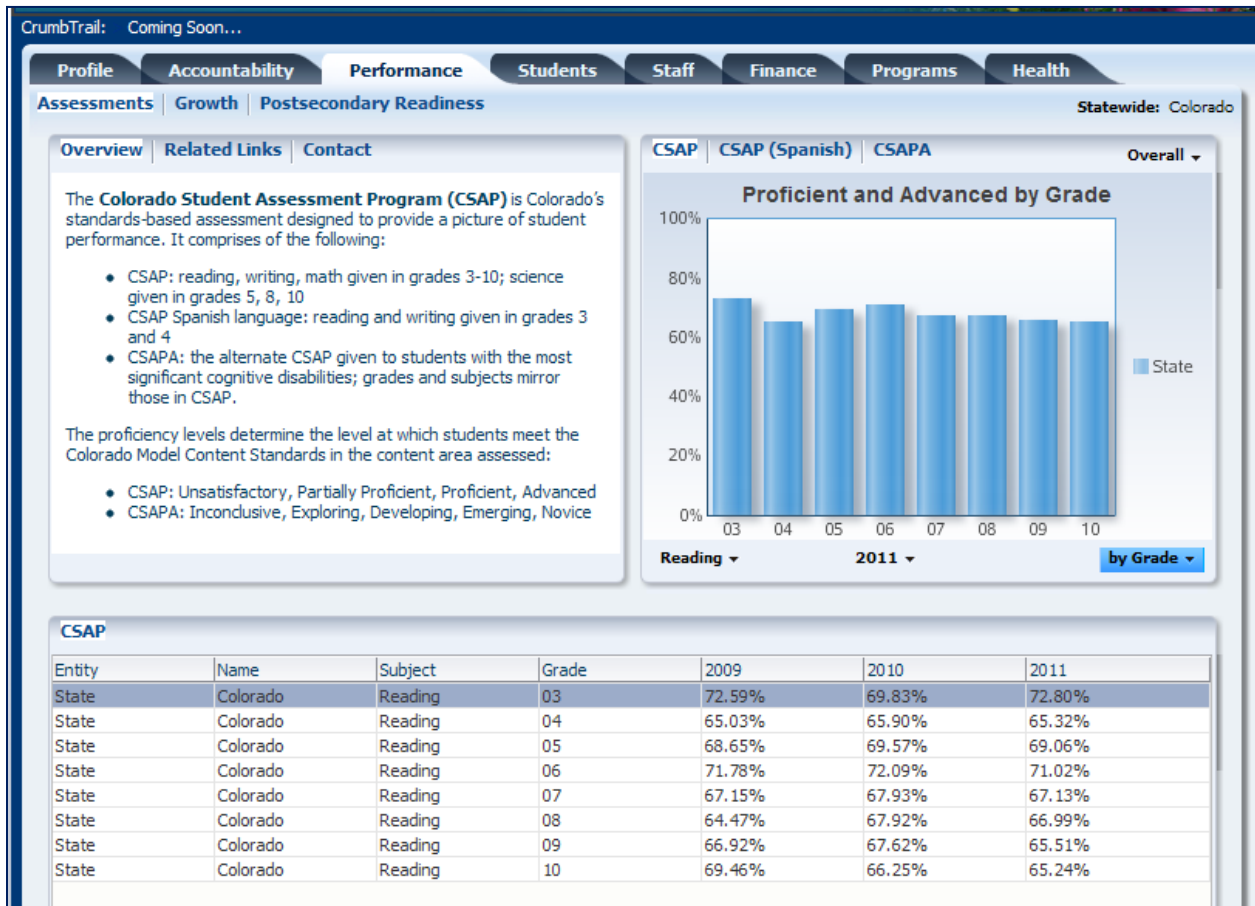 CrumbTrail: Coming Soon...
Profile Accountability Performance Students Staff Finance Programs Health
Assessments Growth Postsecondary Readiness
Statewide: Colorado
Overview Related Links Contact
The Colorado Student Assessment Program (CSAP) is Colorado's
standards-based assessment designed to provide a picture of student
performance. It comprises of the following:
• CSAP: reading, writing, math given in grades 3-10; science
given in grades 5, 8, 10
• CSAP Spanish language: reading and writing given in grades 3
and 4
• CSAPA: the alternate CSAP given to students with the most
significant cognitive disabilities; grades and subjects mirror
those in CSAP.
The proficiency levels determine the level at which students meet the
Colorado Model Content Standards in the content area assessed:
• CSAP: Unsatisfactory, Partially Proficient, Proficient, Advanced
• CSAPA: Inconclusive, Exploring, Developing, Emerging, Novice
CSAP CSAP (Spanish) CSAPA
Overall
Proficient and Advanced by Grade
100%
80%
60%
40%
20%
0%
03 04 05 06 07 08 09 10
State
Reading 2011 by Grade
CSAP
Entity Name Subject Grade 2009 2010 2011
State Colorado Reading 03 72.59% 69.83% 72.80%
State Colorado Reading 04 65.03% 65.90% 65.32%
State Colorado Reading 05 68.65% 69.57% 69.06%
State Colorado Reading 06 71.78% 72.09% 71.02%
State Colorado Reading 07 67.15% 67.93% 67.13%
State Colorado Reading 08 64.47% 67.92% 66.99%
State Colorado Reading 09 66.92% 67.62% 65.51%
State Colorado Reading 10 69.46% 66.25% 65.24%